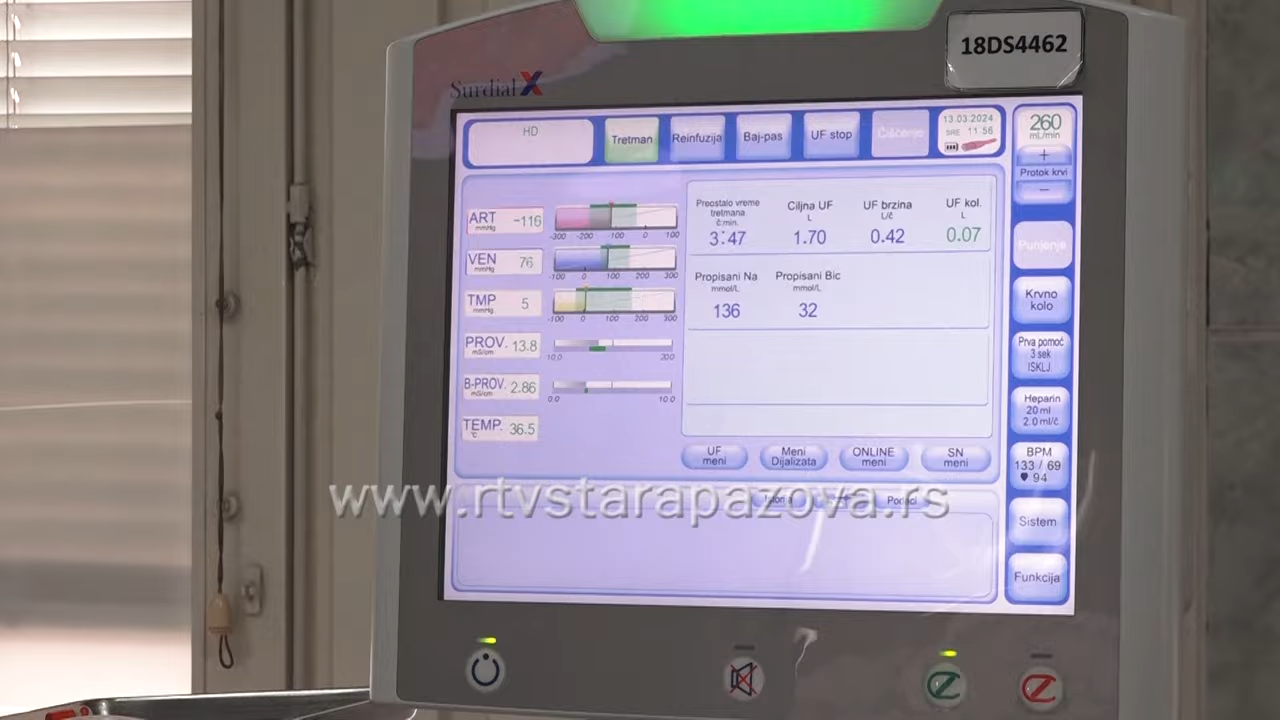 18DS4462
Surdial X
HD
Tretman
Reinfuzija
Baj-pas
UF stop
Čišćenje
13.03.2024
SRE 11:56
260
mL/min
+
Protok krvi
−
ART
mmHg
-116
-300 -200 -100 0 100
VEN
mmHg
76
-100 0 100 200 300
TMP
mmHg
5
-100 0 100 200 300
PROV.
mS/cm
13.8
10.0 20.0
B-PROV.
mS/cm
2.86
0.0 10.0
TEMP.
°C
36.5
Preostalo vreme
tretmana
č:min.
3:47
Ciljna UF
L
1.70
UF brzina
L/č
0.42
UF kol.
L
0.07
Propisani Na
mmol/L
136
Propisani Bic
mmol/L
32
UF
meni
Meni
Dijalizata
ONLINE
meni
SN
meni
Punjenje
Krvno
kolo
Prva pomoć
3 sek
ISKLJ.
Heparin
20 ml
2.0 ml/č
BPM
133 / 69
94
Sistem
Funkcija
Istorija
Podaci
www.rtvstarapazova.rs